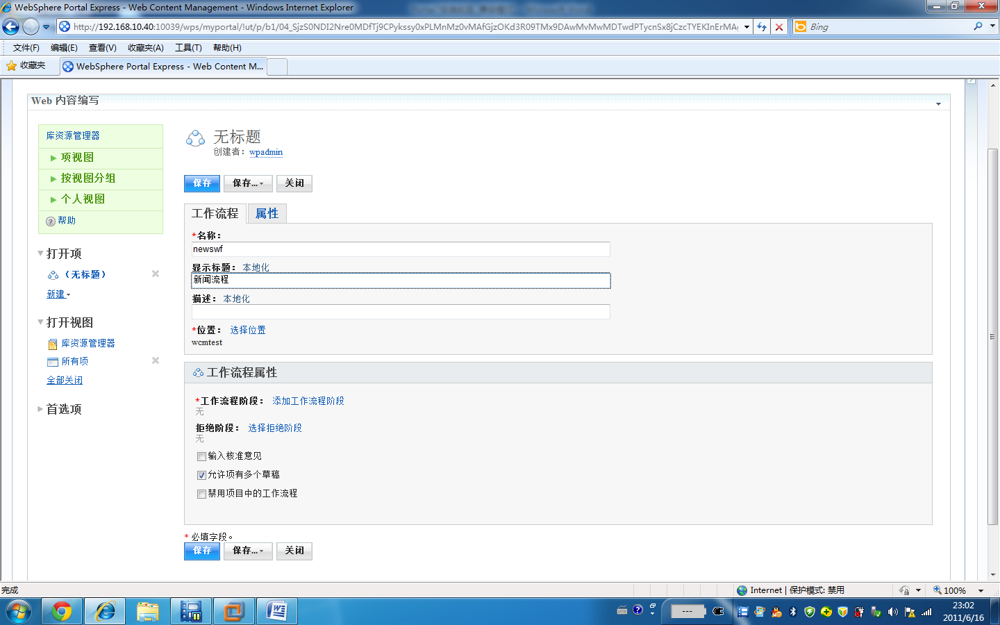 WebSphere Portal Express - Web Content Management - Windows Internet Explorer
http://192.168.10.40:10039/wps/myportal/!ut/p/b1/04_SjzS0NDI2Nre0MDfTj9CPykssy0xPLMnMz0vMAfGjzOKd3R09TMx9DAwMvMwMDTwdPTycnSx8jCzcTYEKInErMA
Bing
文件(F) 编辑(E) 查看(V) 收藏夹(A) 工具(T) 帮助(H)
收藏夹
WebSphere Portal Express - Web Content M...
Web 内容编写
库资源管理器
项视图
按视图分组
个人视图
帮助
打开项
（无标题）
新建
打开视图
库资源管理器
所有项
全部关闭
首选项
无标题
创建者： wpadmin
保存 保存... 关闭
工作流程 属性
*名称：
newswf
显示标题： 本地化
新闻流程
描述： 本地化
*位置： 选择位置
wcmtest
工作流程属性
*工作流程阶段： 添加工作流程阶段
无
拒绝阶段： 选择拒绝阶段
无
输入核准意见
允许项有多个草稿
禁用项目中的工作流程
* 必填字段。
保存 保存... 关闭
完成
Internet | 保护模式: 禁用
100%
---
23:02
2011/6/16